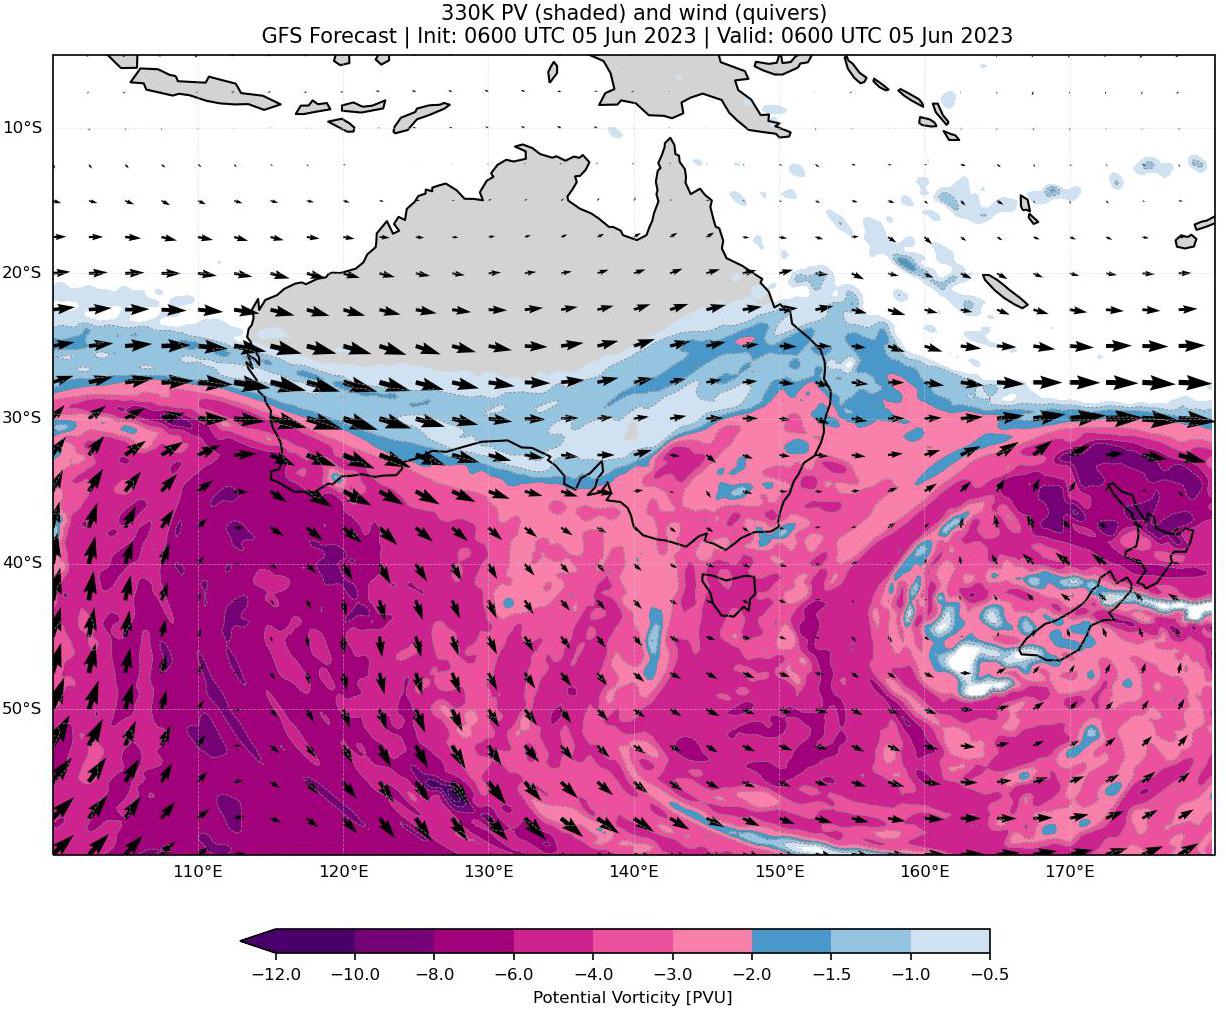 330K PV (shaded) and wind (quivers)
GFS Forecast | Init: 0600 UTC 05 Jun 2023 | Valid: 0600 UTC 05 Jun 2023
10°S
20°S
30°S
40°S
50°S
110°E 120°E 130°E 140°E 150°E 160°E 170°E
−12.0 −10.0 −8.0 −6.0 −4.0 −3.0 −2.0 −1.5 −1.0 −0.5
Potential Vorticity [PVU]